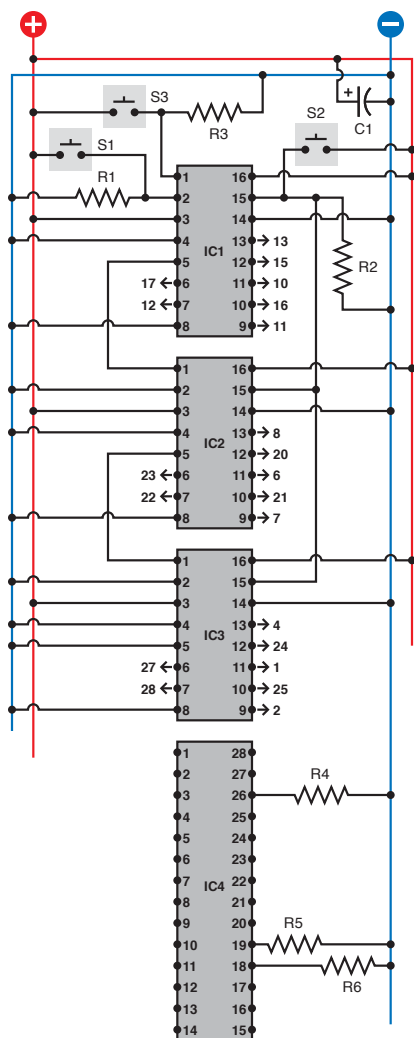 + −
S3 + C1
R3 S2
S1
R1
1 16
2 15
3 14
4 IC1 13 13
5 12 15 R2
17 6 11 10
12 7 10 16
8 9 11
1 16
2 15
3 14
4 13 8
5 IC2 12 20
23 6 11 6
22 7 10 21
8 9 7
1 16
2 15
3 14
4 13 4
5 IC3 12 24
27 6 11 1
28 7 10 25
8 9 2
1 28
2 27 R4
3 26
4 25
5 24
6 23
7 IC4 22
8 21
9 20 R5
10 19
11 18
12 17 R6
13 16
14 15